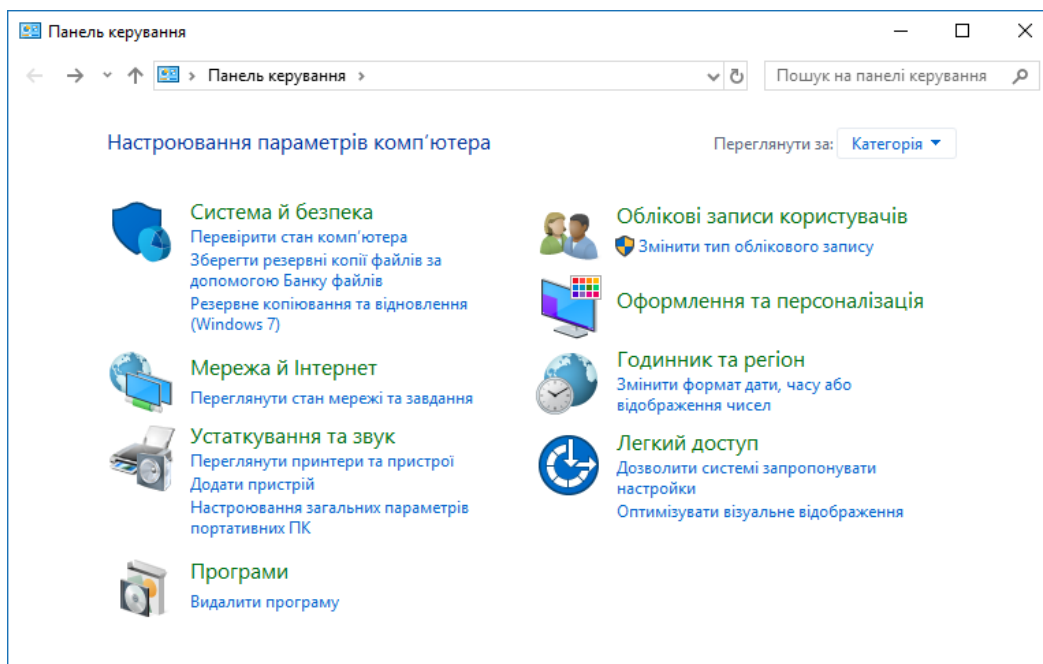 Панель керування
Панель керування
Пошук на панелі керування
Настроювання параметрів комп’ютера
Переглянути за: Категорія
Система й безпека
Перевірити стан комп’ютера
Зберегти резервні копії файлів за
допомогою Банку файлів
Резервне копіювання та відновлення
(Windows 7)
Мережа й Інтернет
Переглянути стан мережі та завдання
Устаткування та звук
Переглянути принтери та пристрої
Додати пристрій
Настроювання загальних параметрів
портативних ПК
Програми
Видалити програму
Облікові записи користувачів
Змінити тип облікового запису
Оформлення та персоналізація
Годинник та регіон
Змінити формат дати, часу або
відображення чисел
Легкий доступ
Дозволити системі запропонувати
настройки
Оптимізувати візуальне відображення